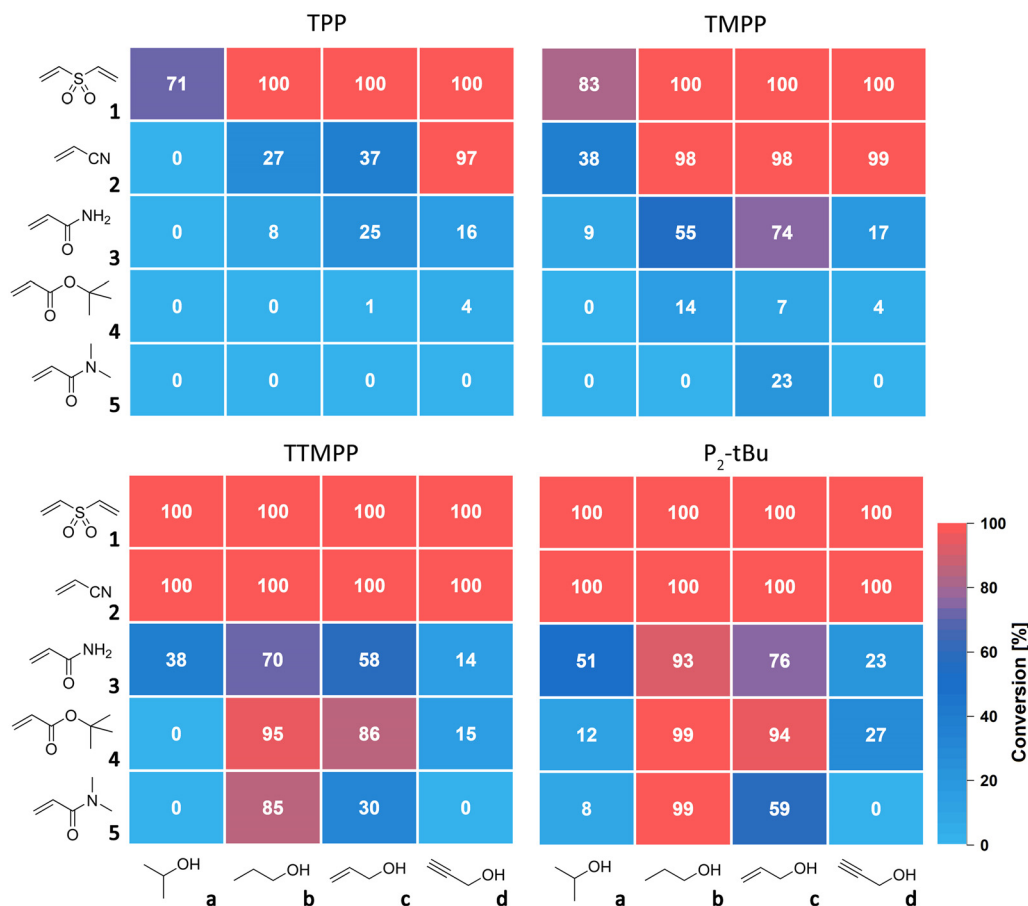 TPP TMPP
S
O O
1
71 100 100 100
83 100 100 100
CN
2
0 27 37 97
38 98 98 99
NH2
O
3
0 8 25 16
9 55 74 17
O
O
4
0 0 1 4
0 14 7 4
N
O
5
0 0 0 0
0 0 23 0
TTMPP P2-tBu
S
O O
1
100 100 100 100
100 100 100 100
CN
2
100 100 100 100
100 100 100 100
NH2
O
3
38 70 58 14
51 93 76 23
O
O
4
0 95 86 15
12 99 94 27
N
O
5
0 85 30 0
8 99 59 0
100
80
60
40
20
0
Conversion [%]
OH OH OH OH
a b c d
OH OH OH OH
a b c d